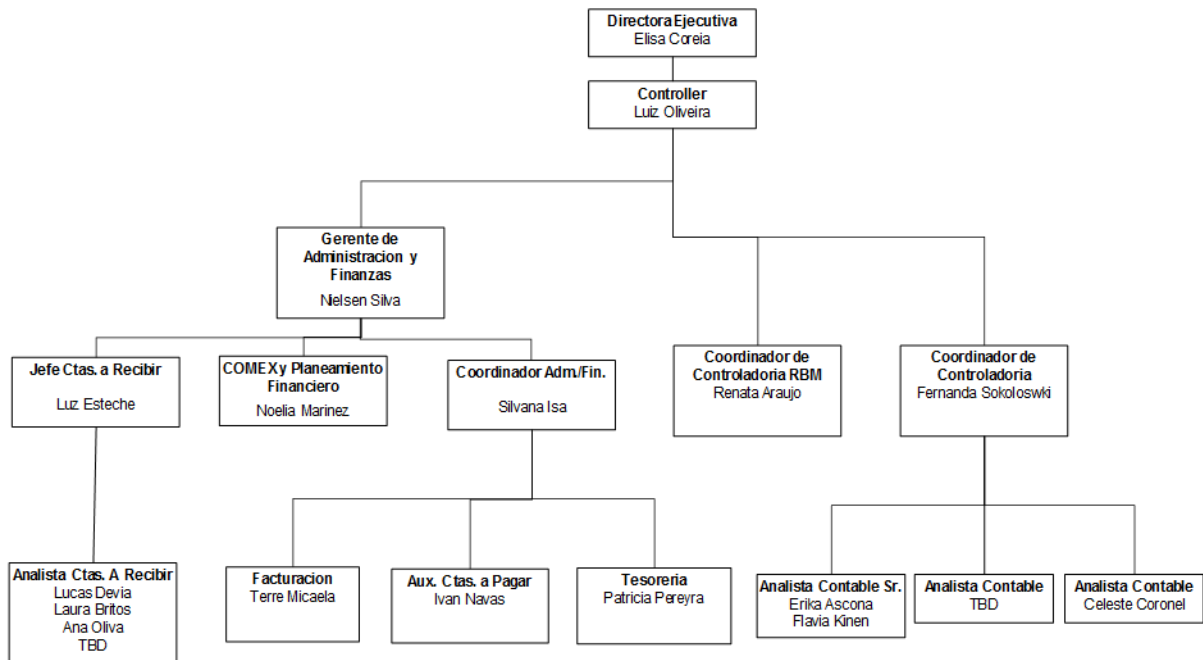 Directora Ejecutiva
Elisa Coreia
Controller
Luiz Oliveira
Gerente de
Administracion y
Finanzas
Nielsen Silva
Jefe Ctas. a Recibir
Luz Esteche
COMEX y Planeamiento
Financiero
Noelia Marinez
Coordinador Adm./Fin.
Silvana Isa
Coordinador de
Controladoria RBM
Renata Araujo
Coordinador de
Controladoria
Fernanda Sokoloswki
Analista Ctas. A Recibir
Lucas Devia
Laura Britos
Ana Oliva
TBD
Facturacion
Terre Micaela
Aux. Ctas. a Pagar
Ivan Navas
Tesoreria
Patricia Pereyra
Analista Contable Sr.
Erika Ascona
Flavia Kinen
Analista Contable
TBD
Analista Contable
Celeste Coronel